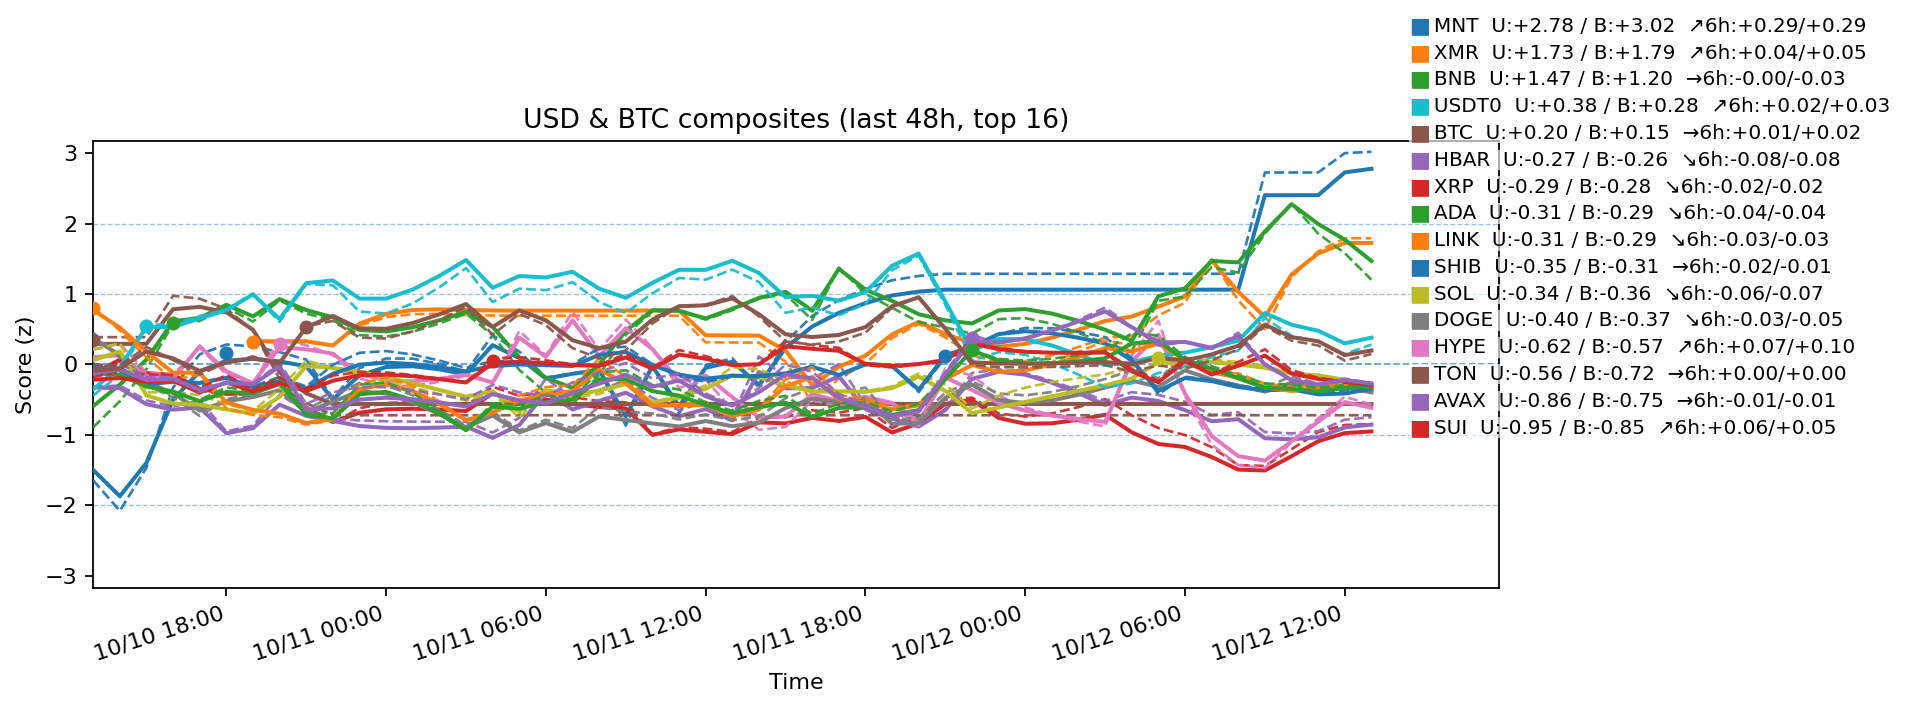 MNT  U:+2.78 / B:+3.02  ↗6h:+0.29/+0.29
XMR  U:+1.73 / B:+1.79  ↗6h:+0.04/+0.05
BNB  U:+1.47 / B:+1.20  →6h:-0.00/-0.03
USDT0  U:+0.38 / B:+0.28  ↗6h:+0.02/+0.03
BTC  U:+0.20 / B:+0.15  →6h:+0.01/+0.02
HBAR  U:-0.27 / B:-0.26  ↘6h:-0.08/-0.08
XRP  U:-0.29 / B:-0.28  ↘6h:-0.02/-0.02
ADA  U:-0.31 / B:-0.29  ↘6h:-0.04/-0.04
LINK  U:-0.31 / B:-0.29  ↘6h:-0.03/-0.03
SHIB  U:-0.35 / B:-0.31  →6h:-0.02/-0.01
SOL  U:-0.34 / B:-0.36  ↘6h:-0.06/-0.07
DOGE  U:-0.40 / B:-0.37  ↘6h:-0.03/-0.05
HYPE  U:-0.62 / B:-0.57  ↗6h:+0.07/+0.10
TON  U:-0.56 / B:-0.72  →6h:+0.00/+0.00
AVAX  U:-0.86 / B:-0.75  →6h:-0.01/-0.01
SUI  U:-0.95 / B:-0.85  ↗6h:+0.06/+0.05
USD & BTC composites (last 48h, top 16)
Score (z)
3
2
1
0
−1
−2
−3
10/10 18:00
10/11 00:00
10/11 06:00
10/11 12:00
10/11 18:00
10/12 00:00
10/12 06:00
10/12 12:00
Time